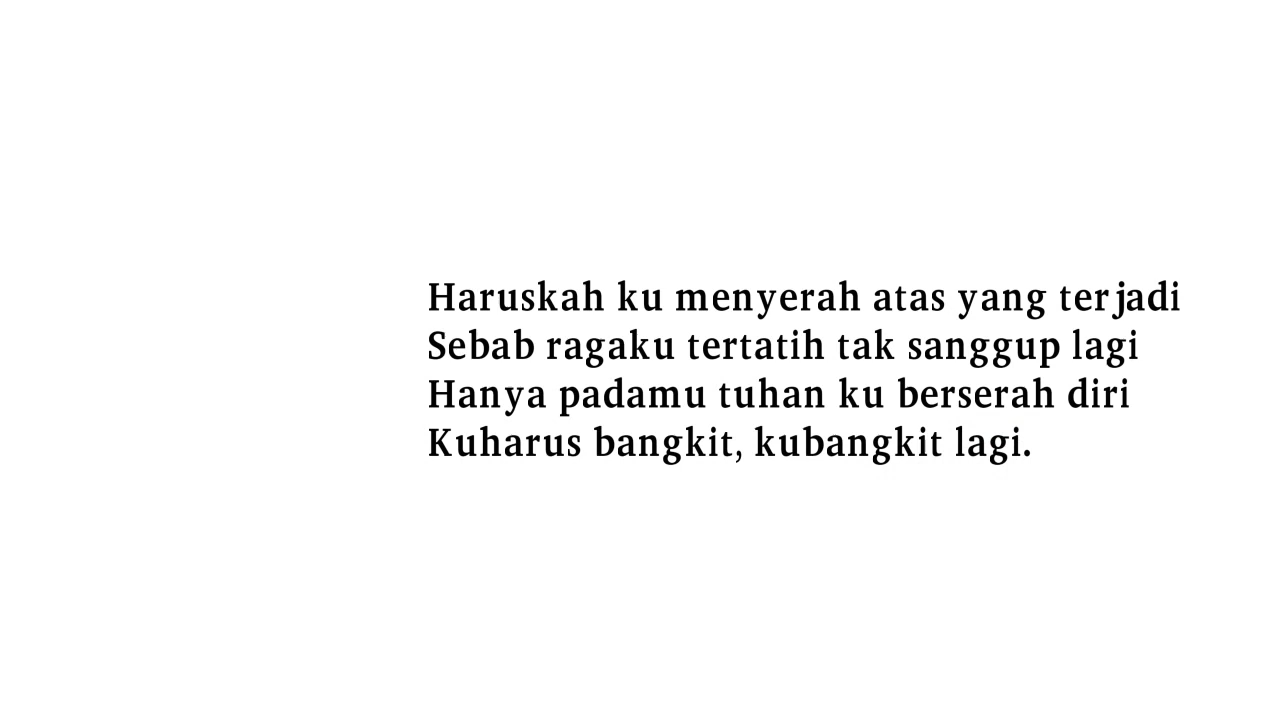 Haruskah ku menyerah atas yang terjadi
Sebab ragaku tertatih tak sanggup lagi
Hanya padamu tuhan ku berserah diri
Kuharus bangkit, kubangkit lagi.